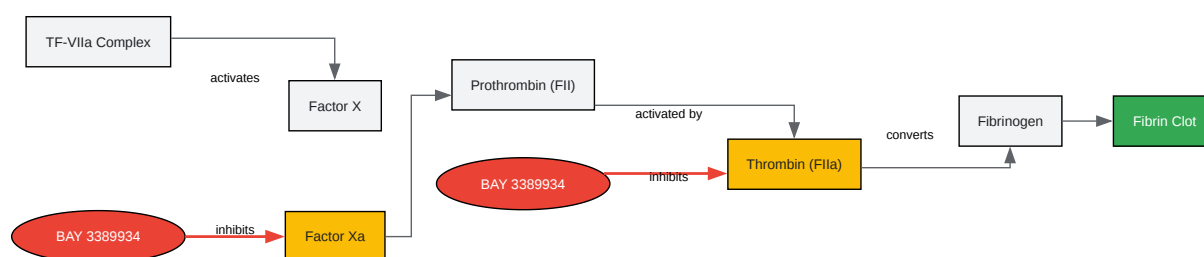 TF-VIIa Complex
activates
Factor X
Prothrombin (FII)
activated by
Fibrinogen
Fibrin Clot
converts
Thrombin (FIIa)
BAY 3389934
inhibits
BAY 3389934
inhibits
Factor Xa